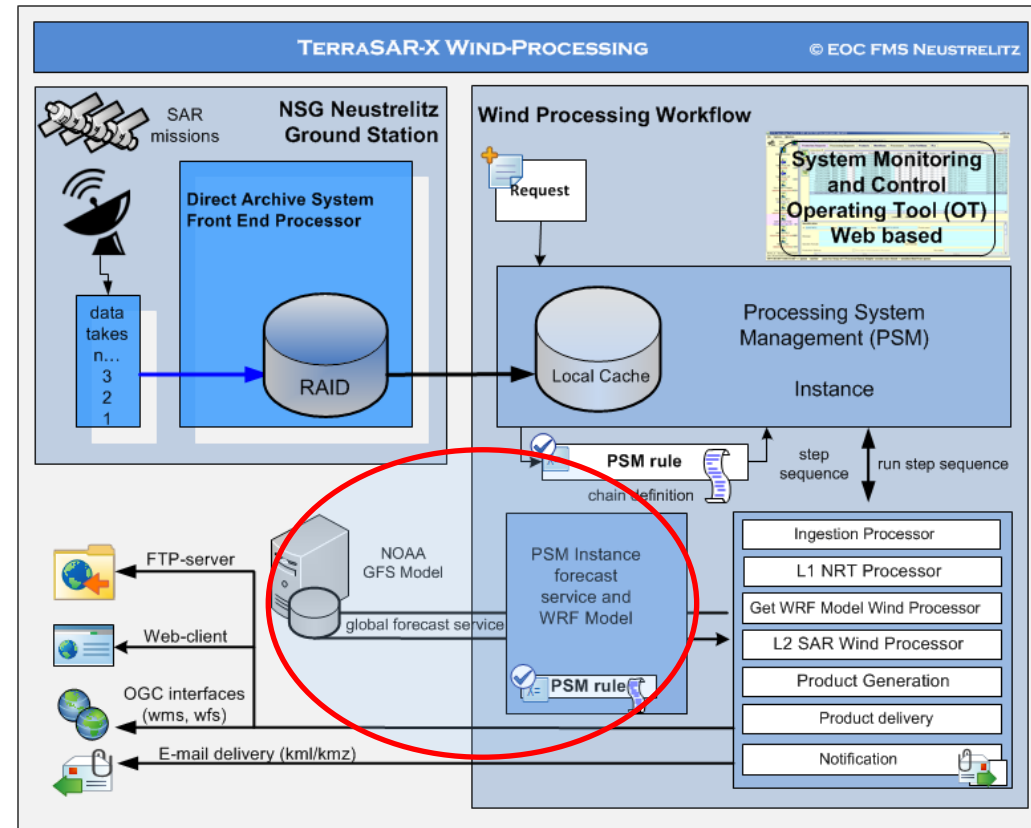 TERRASAR-X WIND-PROCESSING
© EOC FMS NEUSTRELITZ
SAR
missions
NSG Neustrelitz
Ground Station
Direct Archive System
Front End Processor
data
takes
n...
3
2
1
RAID
Wind Processing Workflow
Request
System Monitoring
and Control
Operating Tool (OT)
Web based
Local Cache
Processing System
Management (PSM)
Instance
PSM rule
chain definition
step
sequence
run step sequence
NOAA
GFS Model
global forecast service
PSM Instance
forecast
service and
WRF Model
PSM rule
Ingestion Processor
L1 NRT Processor
Get WRF Model Wind Processor
L2 SAR Wind Processor
Product Generation
Product delivery
Notification
FTP-server
Web-client
OGC interfaces
(wms, wfs)
E-mail delivery (kml/kmz)